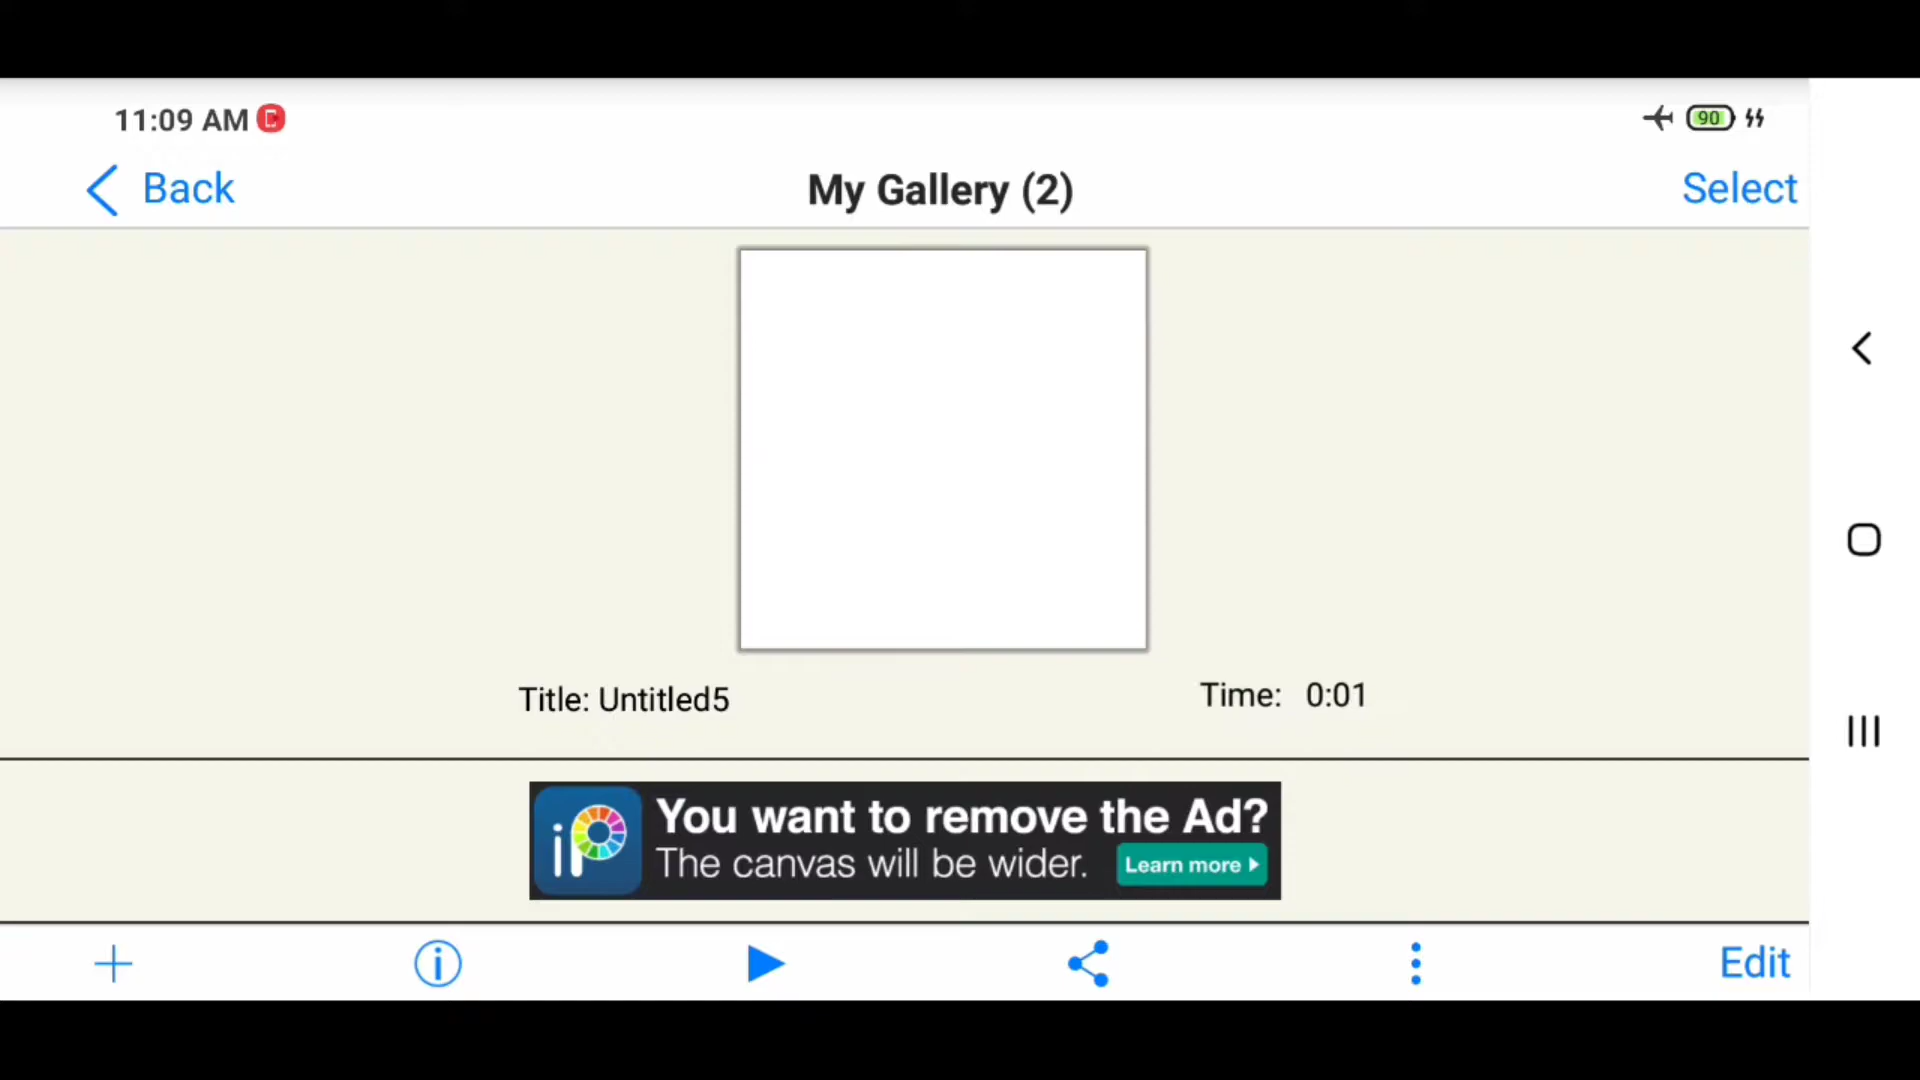 11:09 AM
90
Back
My Gallery (2)
Select
Title: Untitled5
Time: 0:01
iP
You want to remove the Ad?
The canvas will be wider.
Learn more
Edit